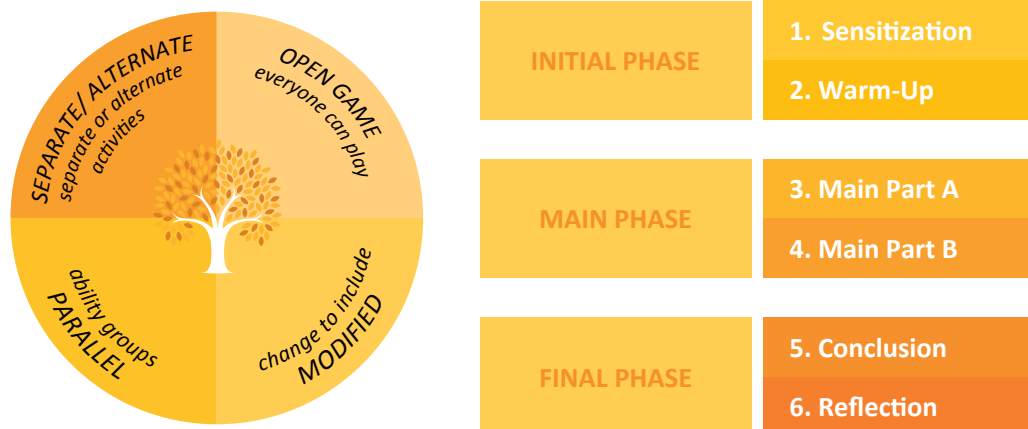 SEPARATE/ ALTERNATE
separate or alternate
activities
OPEN GAME
everyone can play
ability groups
PARALLEL
change to include
MODIFIED
INITIAL PHASE
1. Sensitization
2. Warm-Up
MAIN PHASE
3. Main Part A
4. Main Part B
FINAL PHASE
5. Conclusion
6. Reflection